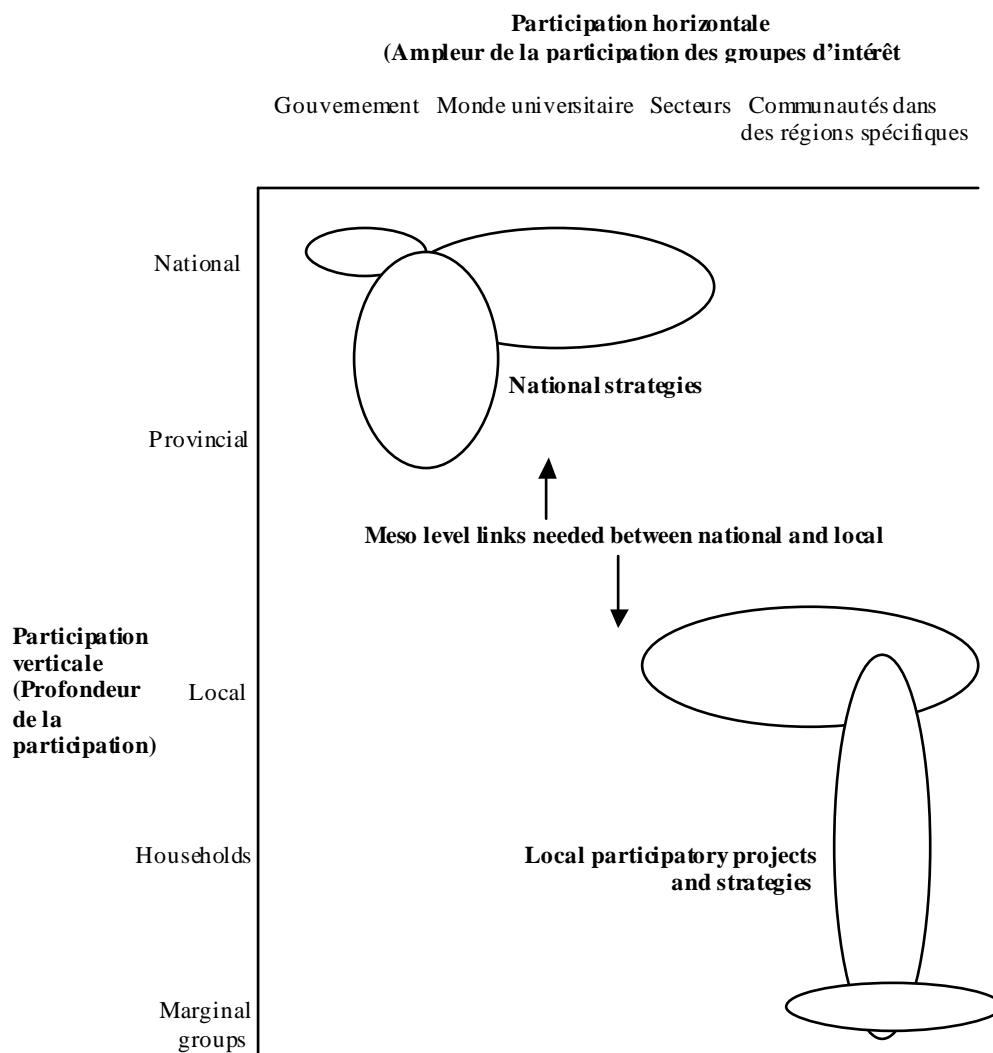 Participation horizontale
(Ampleur de la participation des groupes d'intérêt
Gouvernement Monde universitaire Secteurs Communautés dans
des régions spécifiques
National
National strategies
Provincial
Meso level links needed between national and local
Participation
verticale
(Profondeur
de la
participation)
Local
Households
Local participatory projects
and strategies
Marginal
groups